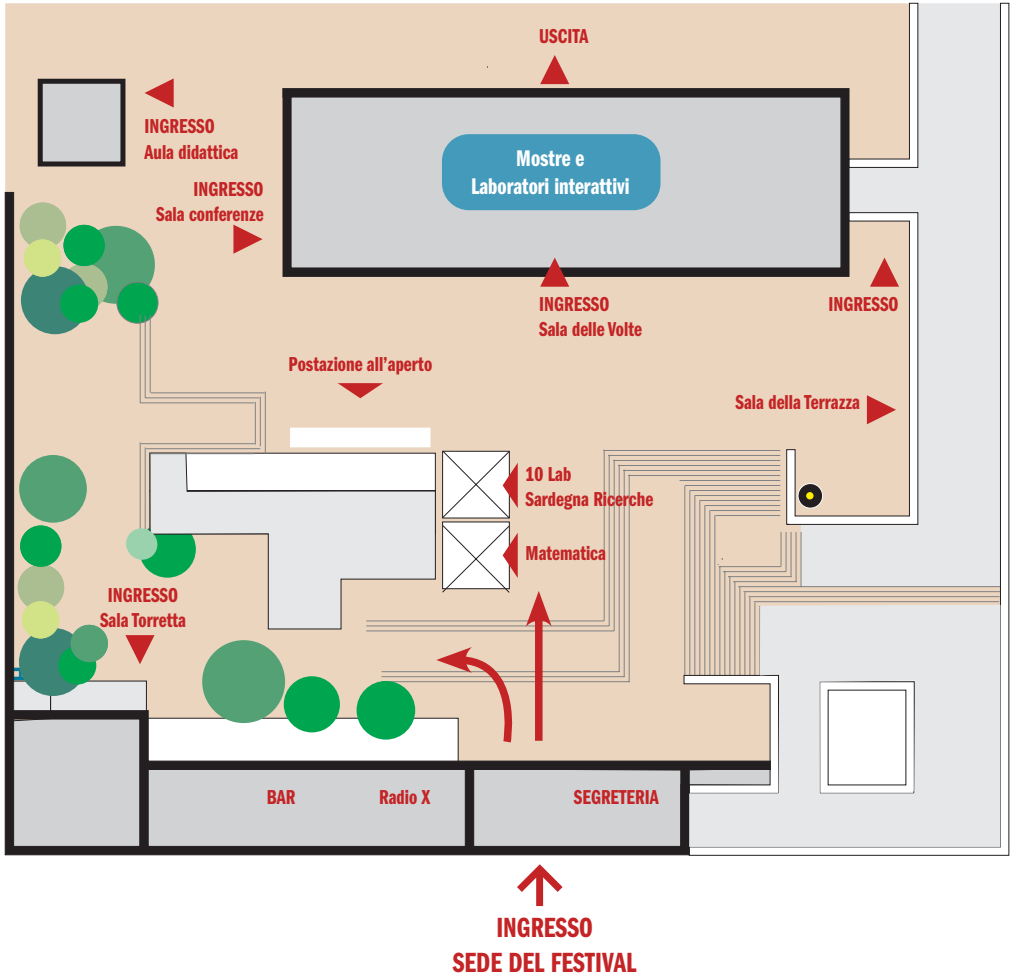 USCITA
INGRESSO
Aula didattica
Mostre e
Laboratori interattivi
INGRESSO
Sala conferenze
INGRESSO
Sala delle Volte
INGRESSO
Postazione all'aperto
Sala della Terrazza
10 Lab
Sardegna Ricerche
Matematica
INGRESSO
Sala Torretta
BAR
Radio X
SEGRETERIA
INGRESSO
SEDE DEL FESTIVAL